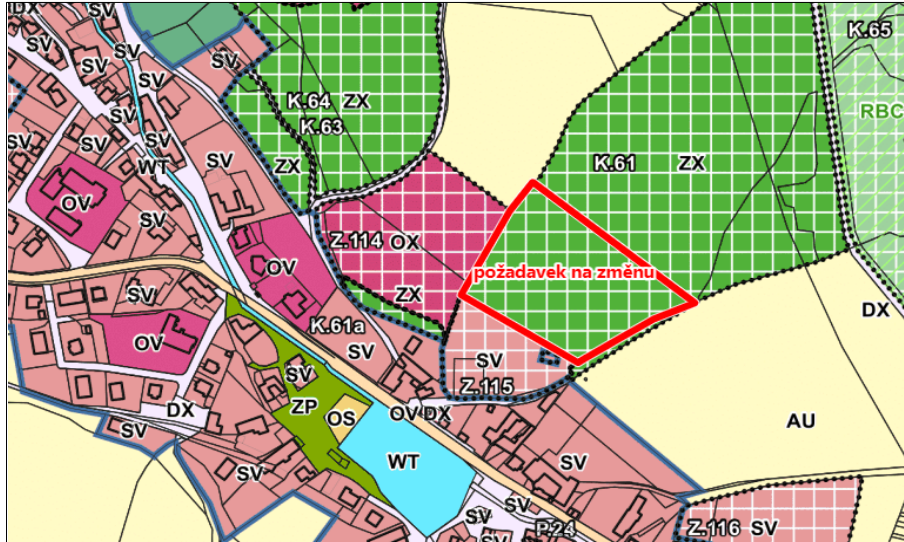 DX
SV
SV
SV
SV
K.65
SV
SV
K.64
ZX
K.63
RBC
SV
SV
SV
SV
WT
ZX
K.61
ZX
OV
SV
Z.114
OX
OV
požadavek na změnu
SV
ZX
DX
OV
K.61a
SV
SV
SV
Z.115
DX
ZP
OS
OV
DX
AU
SV
WT
SV
SV
SV
SV
P.24
Z.116
SV